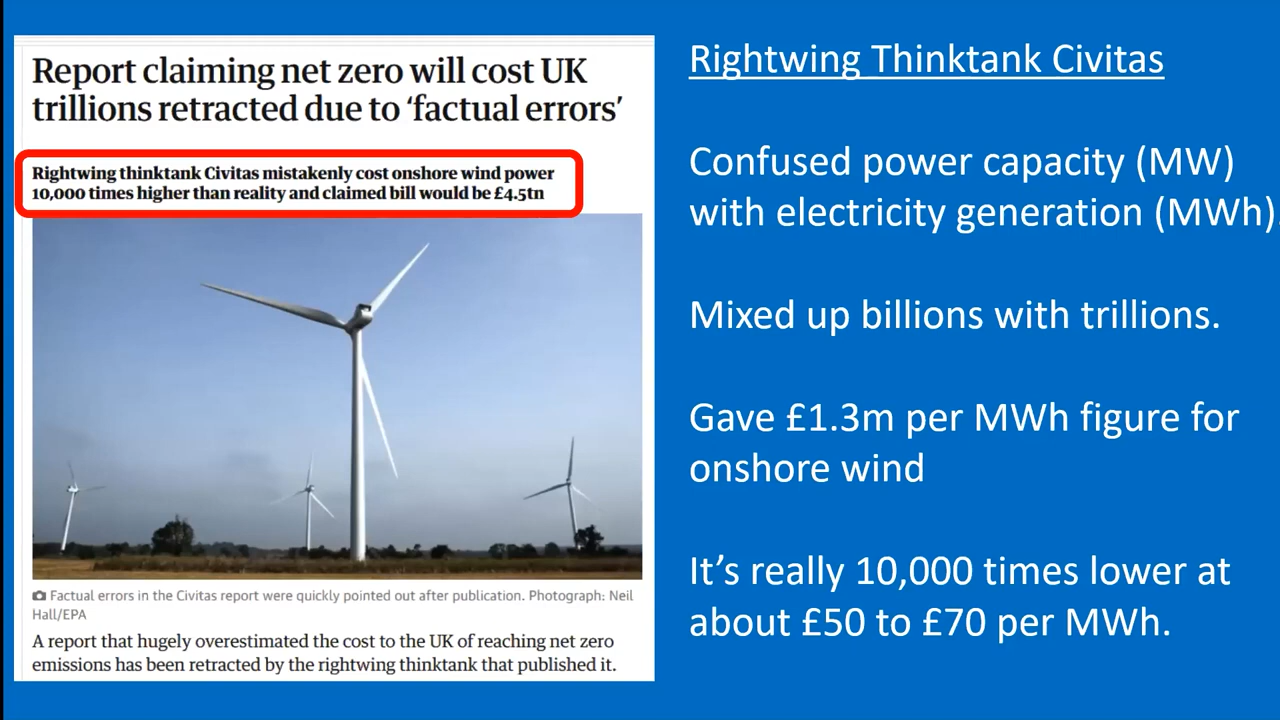 Report claiming net zero will cost UK
trillions retracted due to ‘factual errors’
Rightwing thinktank Civitas mistakenly cost onshore wind power
10,000 times higher than reality and claimed bill would be £4.5tn
Factual errors in the Civitas report were quickly pointed out after publication. Photograph: Neil
Hall/EPA
A report that hugely overestimated the cost to the UK of reaching net zero
emissions has been retracted by the rightwing thinktank that published it.
Rightwing Thinktank Civitas
Confused power capacity (MW)
with electricity generation (MWh).
Mixed up billions with trillions.
Gave £1.3m per MWh figure for
onshore wind
It’s really 10,000 times lower at
about £50 to £70 per MWh.